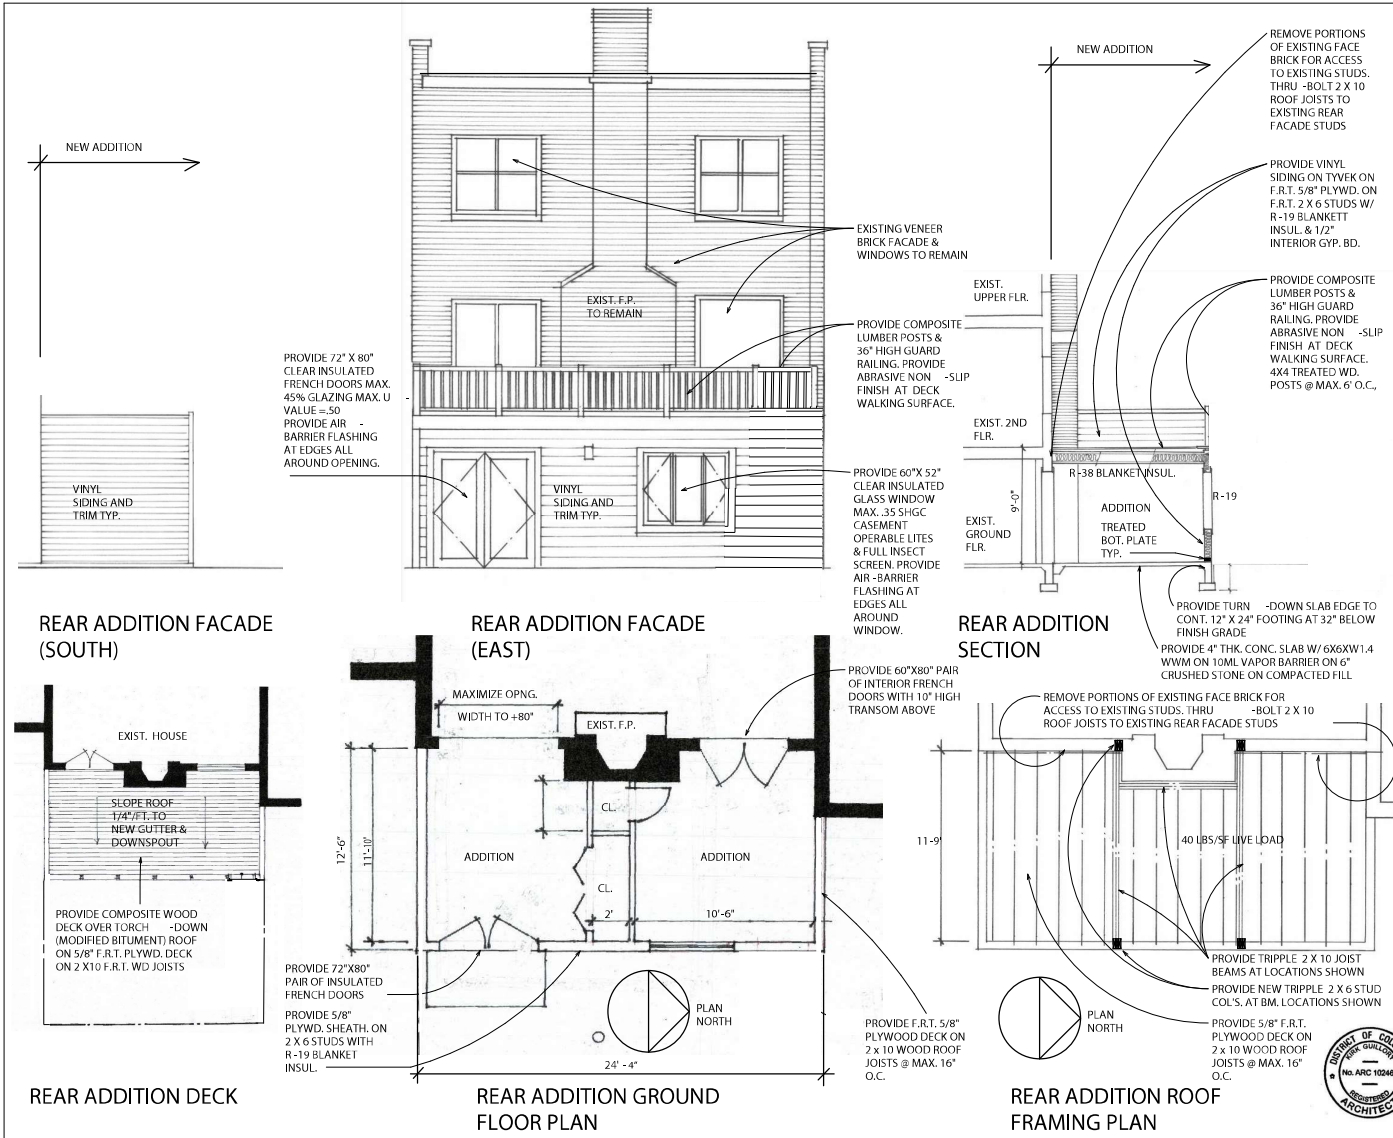 NEW ADDITION
VINYL
SIDING AND
TRIM TYP.
REAR ADDITION FACADE
(SOUTH)
PROVIDE 72" X 80"
CLEAR INSULATED
FRENCH DOORS MAX.
45% GLAZING MAX. U -
VALUE =.50
PROVIDE AIR -
BARRIER FLASHING
AT EDGES ALL
AROUND OPENING.
EXIST. F.P.
TO REMAIN
VINYL
SIDING AND
TRIM TYP.
EXISTING VENEER
BRICK FACADE &
WINDOWS TO REMAIN
PROVIDE COMPOSITE
LUMBER POSTS &
36" HIGH GUARD
RAILING. PROVIDE
ABRASIVE NON -SLIP
FINISH AT DECK
WALKING SURFACE.
PROVIDE 60"X 52"
CLEAR INSULATED
GLASS WINDOW
MAX. .35 SHGC
CASEMENT
OPERABLE LITES
& FULL INSECT
SCREEN. PROVIDE
AIR -BARRIER
FLASHING AT
EDGES ALL
AROUND
WINDOW.
REAR ADDITION FACADE
(EAST)
NEW ADDITION
REMOVE PORTIONS
OF EXISTING FACE
BRICK FOR ACCESS
TO EXISTING STUDS.
THRU -BOLT 2 X 10
ROOF JOISTS TO
EXISTING REAR
FACADE STUDS
PROVIDE VINYL
SIDING ON TYVEK ON
F.R.T. 5/8" PLYWD. ON
F.R.T. 2 X 6 STUDS W/
R -19 BLANKETT
INSUL. & 1/2"
INTERIOR GYP. BD.
PROVIDE COMPOSITE
LUMBER POSTS &
36" HIGH GUARD
RAILING. PROVIDE
ABRASIVE NON -SLIP
FINISH AT DECK
WALKING SURFACE.
4X4 TREATED WD.
POSTS @ MAX. 6' O.C.,
EXIST.
UPPER FLR.
EXIST. 2ND
FLR.
EXIST.
GROUND
FLR.
9'-0"
R -38 BLANKET INSUL.
ADDITION
TREATED
BOT. PLATE
TYP.
R -19
PROVIDE TURN -DOWN SLAB EDGE TO
CONT. 12" X 24" FOOTING AT 32" BELOW
FINISH GRADE
PROVIDE 4" THK. CONC. SLAB W/ 6X6XW1.4
WWM ON 10ML VAPOR BARRIER ON 6"
CRUSHED STONE ON COMPACTED FILL
REAR ADDITION
SECTION
EXIST. HOUSE
SLOPE ROOF
1/4"/FT. TO
NEW GUTTER &
DOWNSPOUT
PROVIDE COMPOSITE WOOD
DECK OVER TORCH -DOWN
(MODIFIED BITUMENT) ROOF
ON 5/8" F.R.T. PLYWD. DECK
ON 2 X10 F.R.T. WD JOISTS
REAR ADDITION DECK
MAXIMIZE OPNG.
WIDTH TO +80"
EXIST. F.P.
PROVIDE 60"X80" PAIR
OF INTERIOR FRENCH
DOORS WITH 10" HIGH
TRANSOM ABOVE
12'-6"
11'-10'
CL.
ADDITION
ADDITION
CL.
2'
10'-6"
PROVIDE 72"X80"
PAIR OF INSULATED
FRENCH DOORS
PROVIDE 5/8"
PLYWD. SHEATH. ON
2 X 6 STUDS WITH
R -19 BLANKET
INSUL.
PLAN
NORTH
24' - 4"
PROVIDE F.R.T. 5/8"
PLYWOOD DECK ON
2 x 10 WOOD ROOF
JOISTS @ MAX. 16"
O.C.
REAR ADDITION GROUND
FLOOR PLAN
REMOVE PORTIONS OF EXISTING FACE BRICK FOR
ACCESS TO EXISTING STUDS. THRU -BOLT 2 X 10
ROOF JOISTS TO EXISTING REAR FACADE STUDS
11-9'
40 LBS/SF LIVE LOAD
PROVIDE TRIPPLE 2 X 10 JOIST
BEAMS AT LOCATIONS SHOWN
PROVIDE NEW TRIPPLE 2 X 6 STUD
COL'S. AT BM. LOCATIONS SHOWN
PROVIDE 5/8" F.R.T.
PLYWOOD DECK ON
2 x 10 WOOD ROOF
JOISTS @ MAX. 16"
O.C.
PLAN
NORTH
REAR ADDITION ROOF
FRAMING PLAN
DISTRICT OF COL
KIRK GUILLORY
No. ARC 10246
REGISTERED
ARCHITECT